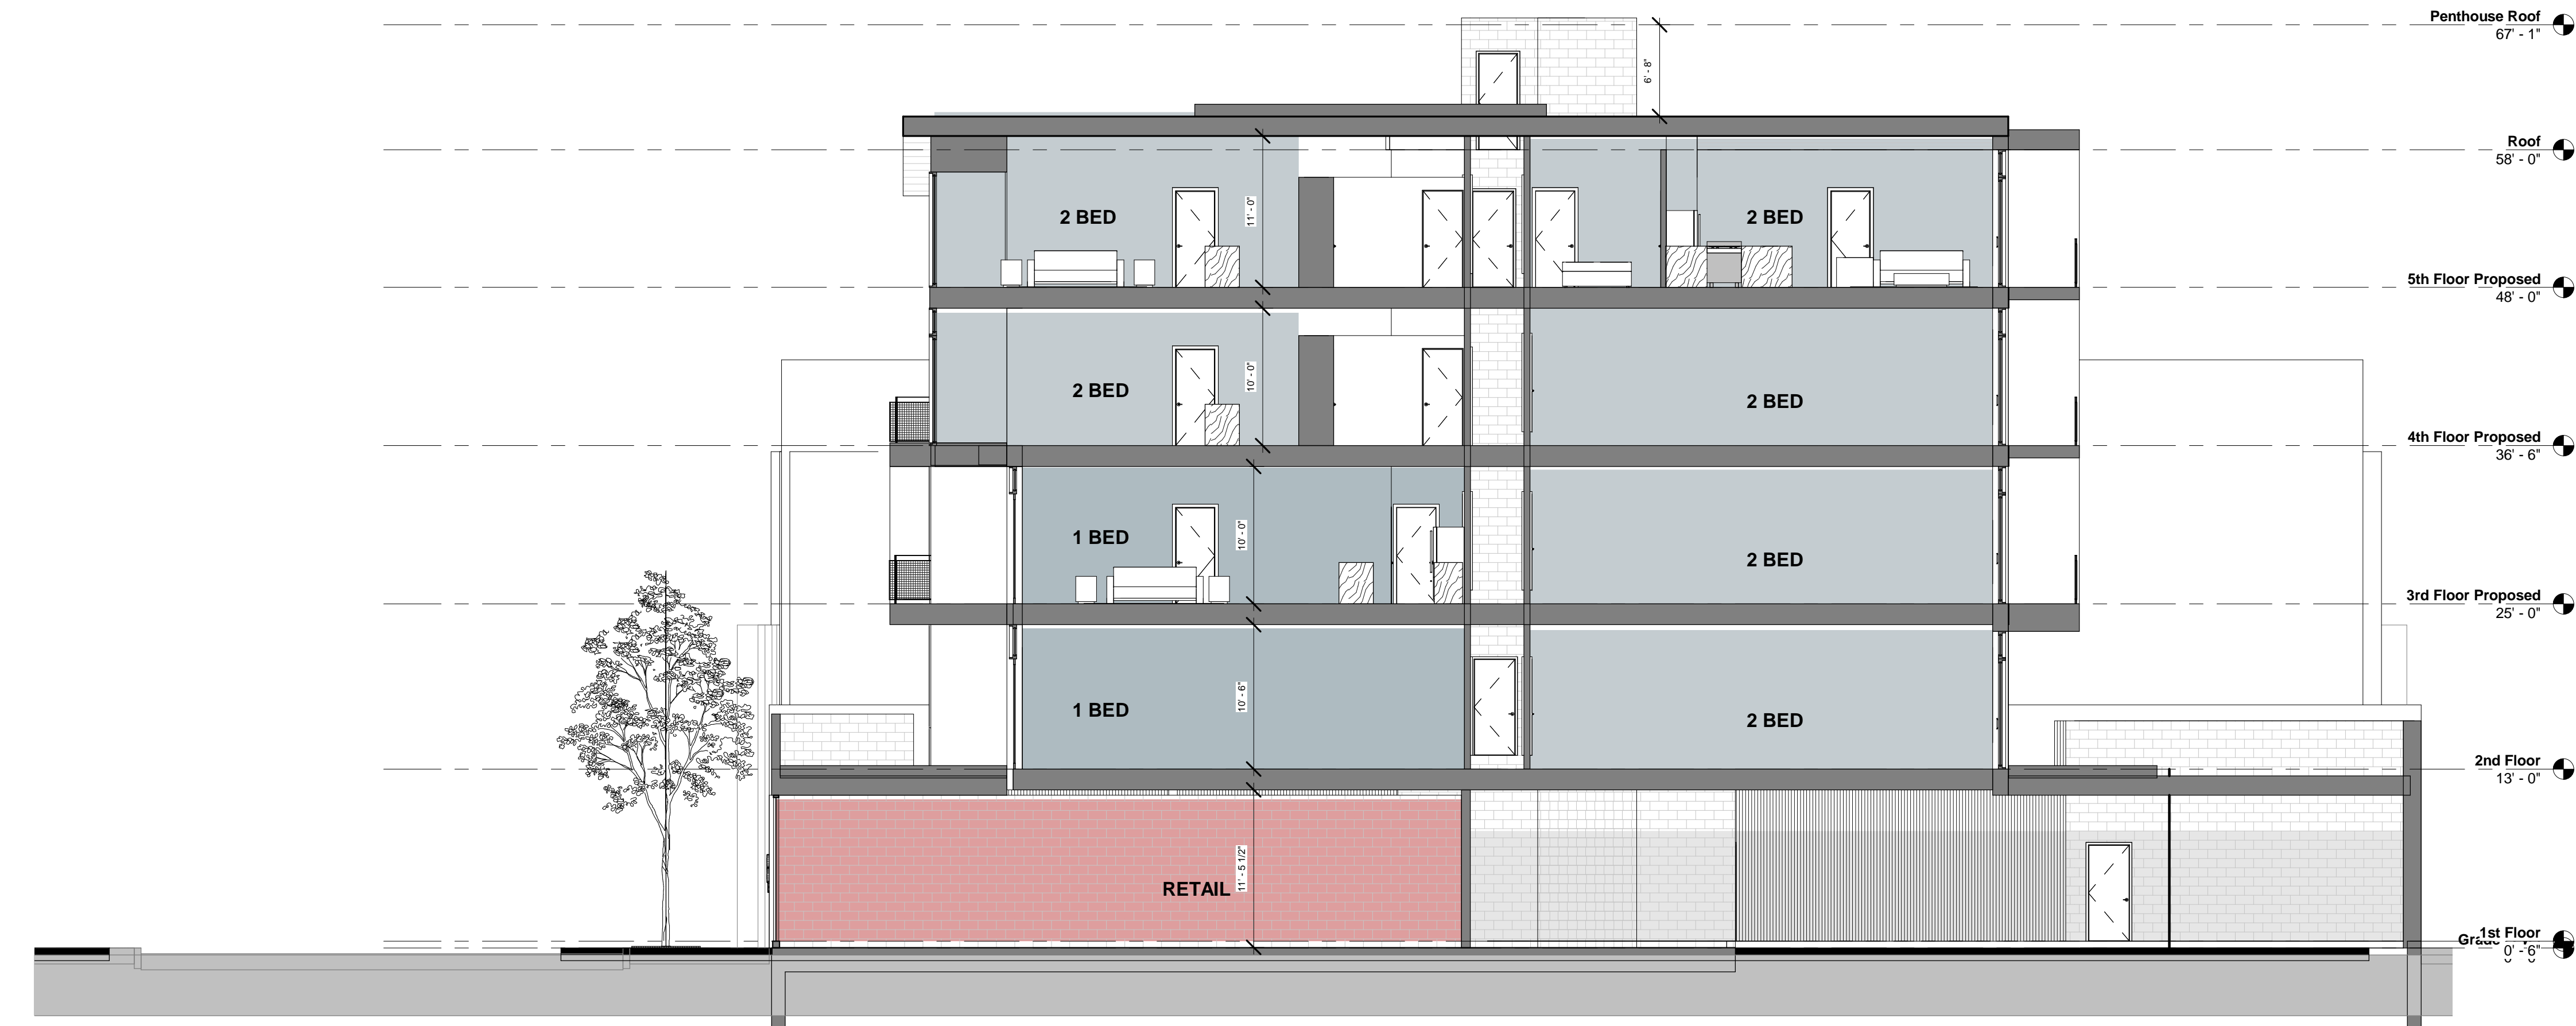 Penthouse Roof
67' - 1"
6' - 8"
Roof
58' - 0"
2 BED
11' - 0"
2 BED
5th Floor Proposed
48' - 0"
2 BED
10' - 0"
2 BED
4th Floor Proposed
36' - 6"
1 BED
10' - 0"
2 BED
3rd Floor Proposed
25' - 0"
1 BED
10' - 6"
2 BED
2nd Floor
13' - 0"
RETAIL
11' - 5 1/2"
1st Floor
0' - 6"